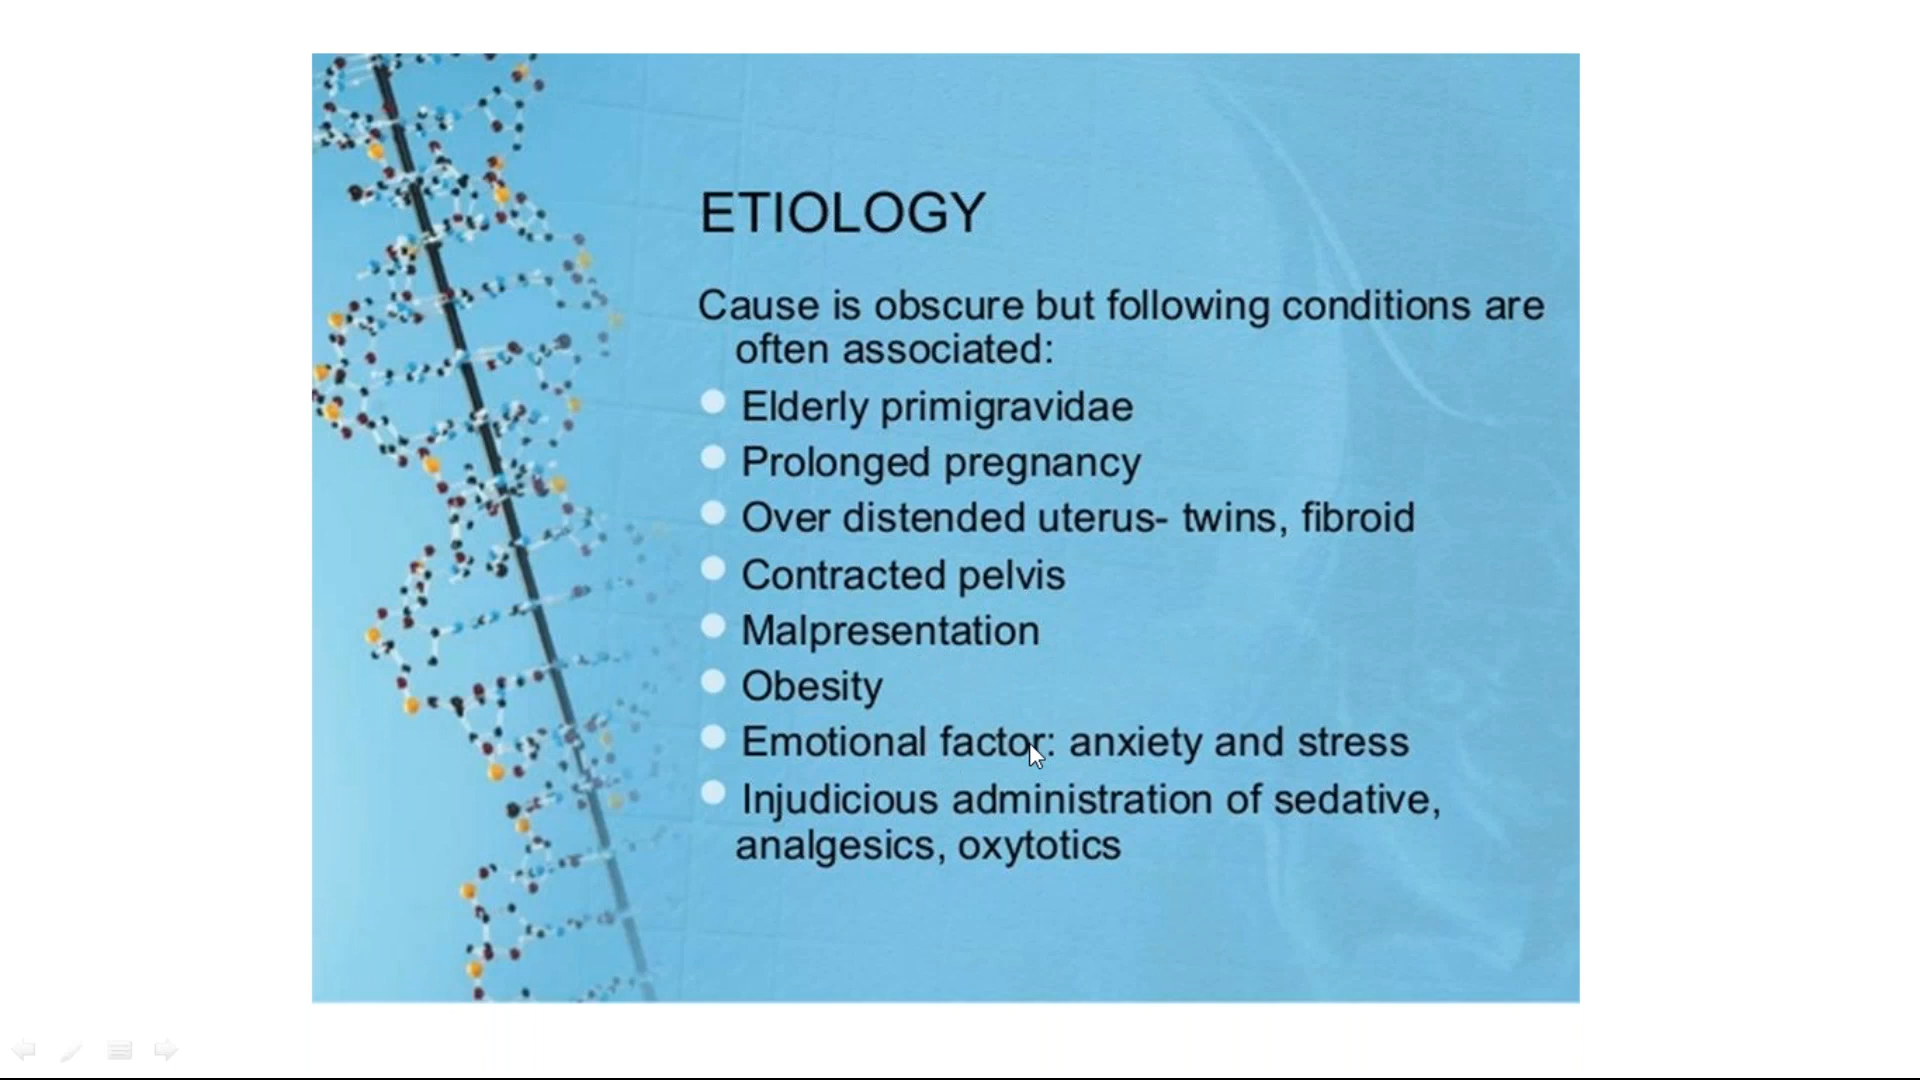 ETIOLOGY
Cause is obscure but following conditions are
often associated:
Elderly primigravidae
Prolonged pregnancy
Over distended uterus- twins, fibroid
Contracted pelvis
Malpresentation
Obesity
Emotional factor: anxiety and stress
Injudicious administration of sedative,
analgesics, oxytotics